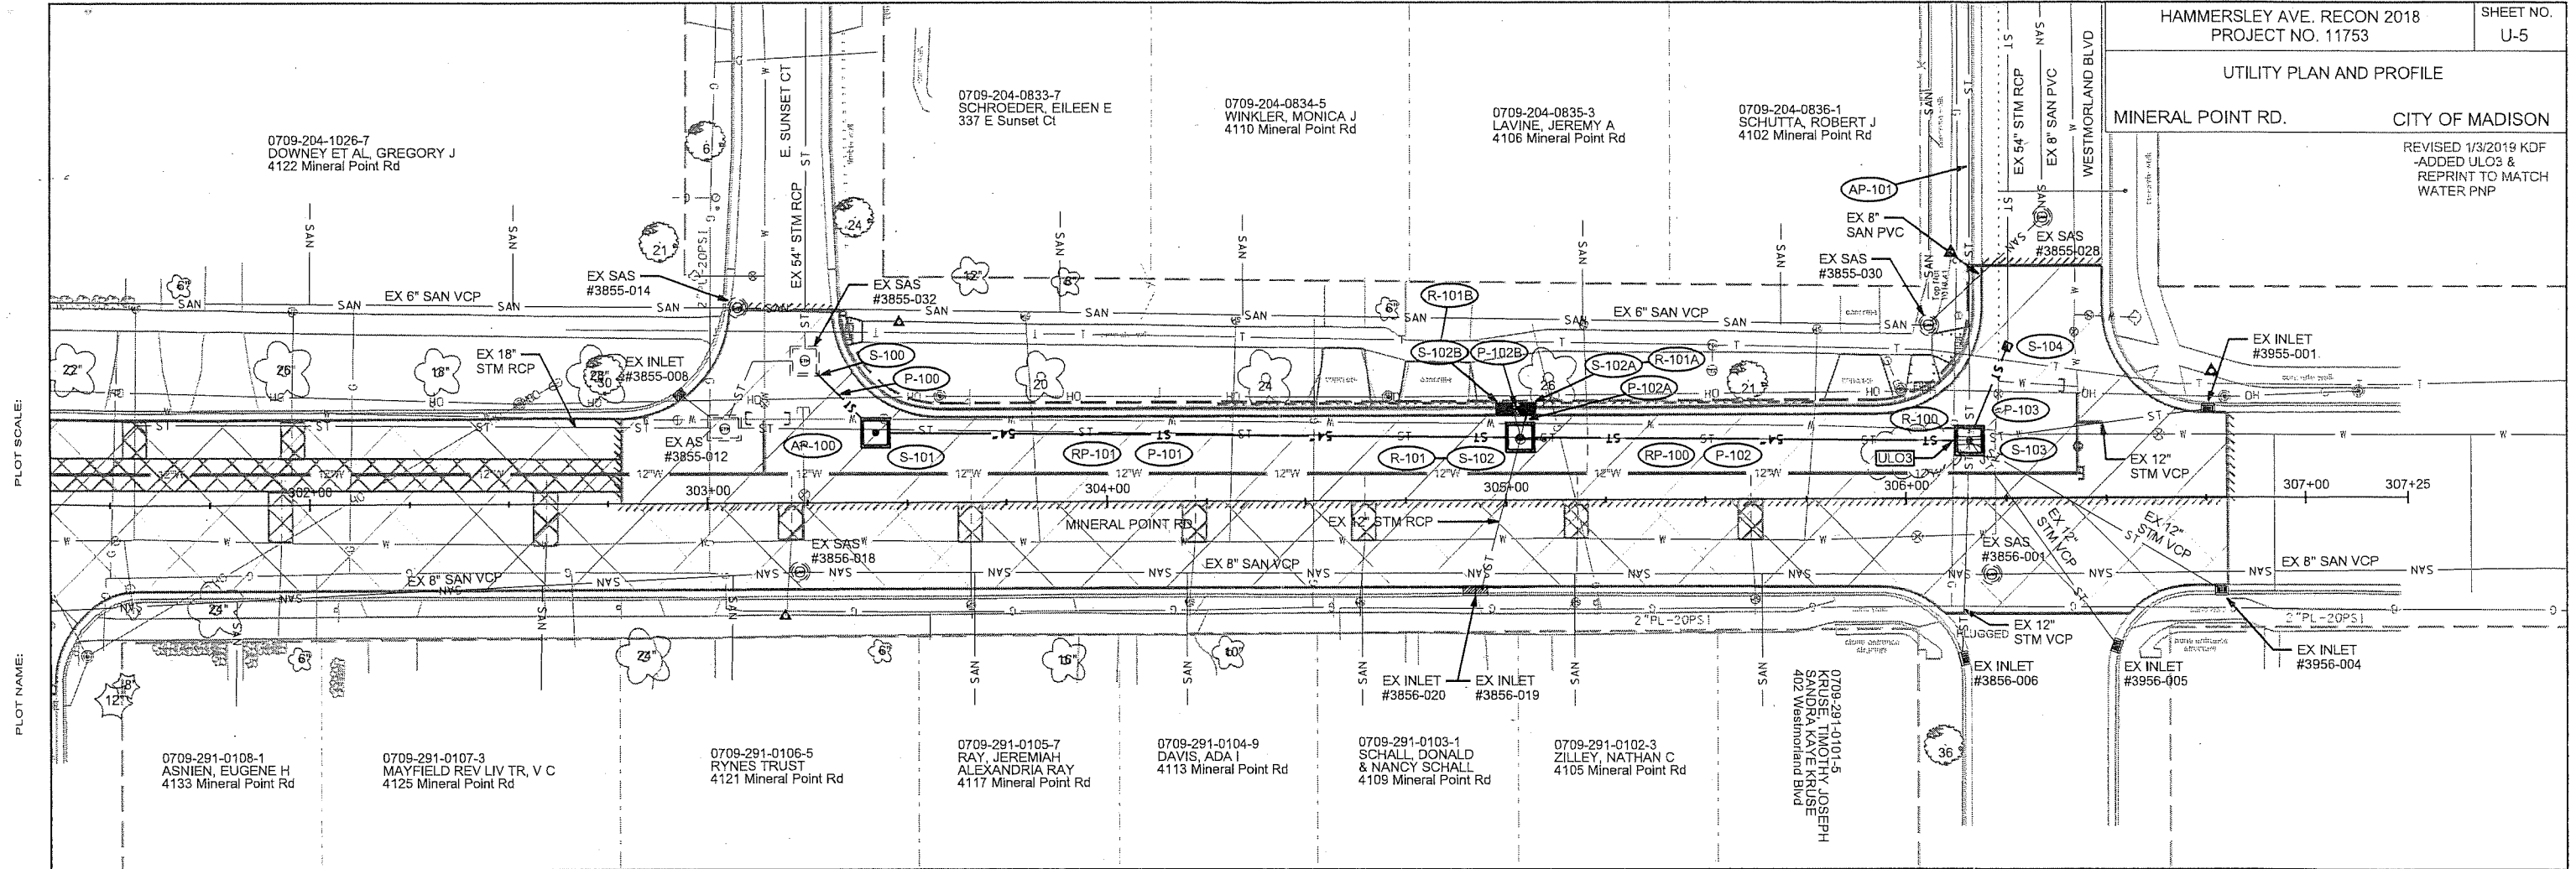 HAMMERSLEY AVE. RECON 2018
PROJECT NO. 11753
SHEET NO.
U-5
UTILITY PLAN AND PROFILE
MINERAL POINT RD.
CITY OF MADISON
REVISED 1/3/2019 KDF
-ADDED ULO3 &
REPRINT TO MATCH
WATER PNP
PLOT SCALE:
PLOT NAME:
0709-204-1026-7
DOWNEY ET AL, GREGORY J
4122 Mineral Point Rd
0709-204-0833-7
SCHROEDER, EILEEN E
337 E Sunset Ct
0709-204-0834-5
WINKLER, MONICA J
4110 Mineral Point Rd
0709-204-0835-3
LAVINE, JEREMY A
4106 Mineral Point Rd
0709-204-0836-1
SCHUTTA, ROBERT J
4102 Mineral Point Rd
E. SUNSET CT
EX 54" STM RCP
EX 54" STM RCP
EX 8" SAN PVC
WESTMORLAND BLVD
AP-101
EX 8"
SAN PVC
EX SAS
#3855-028
EX SAS
#3855-030
EX SAS
#3855-014
EX SAS
#3855-032
EX 6" SAN VCP
EX 6" SAN VCP
R-101B
S-102B
P-102B
S-102A
R-101A
P-102A
S-100
P-100
S-104
EX INLET
#3955-001
EX 18"
STM RCP
EX INLET
#3855-008
EX AS
#3855-012
AP-100
S-101
RP-101
P-101
R-101
S-102
RP-100
P-102
R-100
P-103
ULO3
S-103
EX 12"
STM VCP
302+00
303+00
304+00
305+00
306+00
307+00
307+25
MINERAL POINT RD
EX 12" STM RCP
EX SAS
#3856-018
EX SAS
#3856-001
EX 12"
STM VCP
EX 12"
STM VCP
EX 8" SAN VCP
EX 8" SAN VCP
EX 8" SAN VCP
2"PL-20PSI
2"PL-20PSI
2"PL-20PSI
PLUGGED
EX 12"
STM VCP
EX INLET
#3856-020
EX INLET
#3856-019
EX INLET
#3856-006
EX INLET
#3956-005
EX INLET
#3956-004
0709-291-0108-1
ASNIEN, EUGENE H
4133 Mineral Point Rd
0709-291-0107-3
MAYFIELD REV LIV TR, V C
4125 Mineral Point Rd
0709-291-0106-5
RYNES TRUST
4121 Mineral Point Rd
0709-291-0105-7
RAY, JEREMIAH
ALEXANDRIA RAY
4117 Mineral Point Rd
0709-291-0104-9
DAVIS, ADA I
4113 Mineral Point Rd
0709-291-0103-1
SCHALL, DONALD
& NANCY SCHALL
4109 Mineral Point Rd
0709-291-0102-3
ZILLEY, NATHAN C
4105 Mineral Point Rd
0709-291-0101-5
KRUSE, TIMOTHY JOSEPH
SANDRA KAYE KRUSE
402 Westmorland Blvd